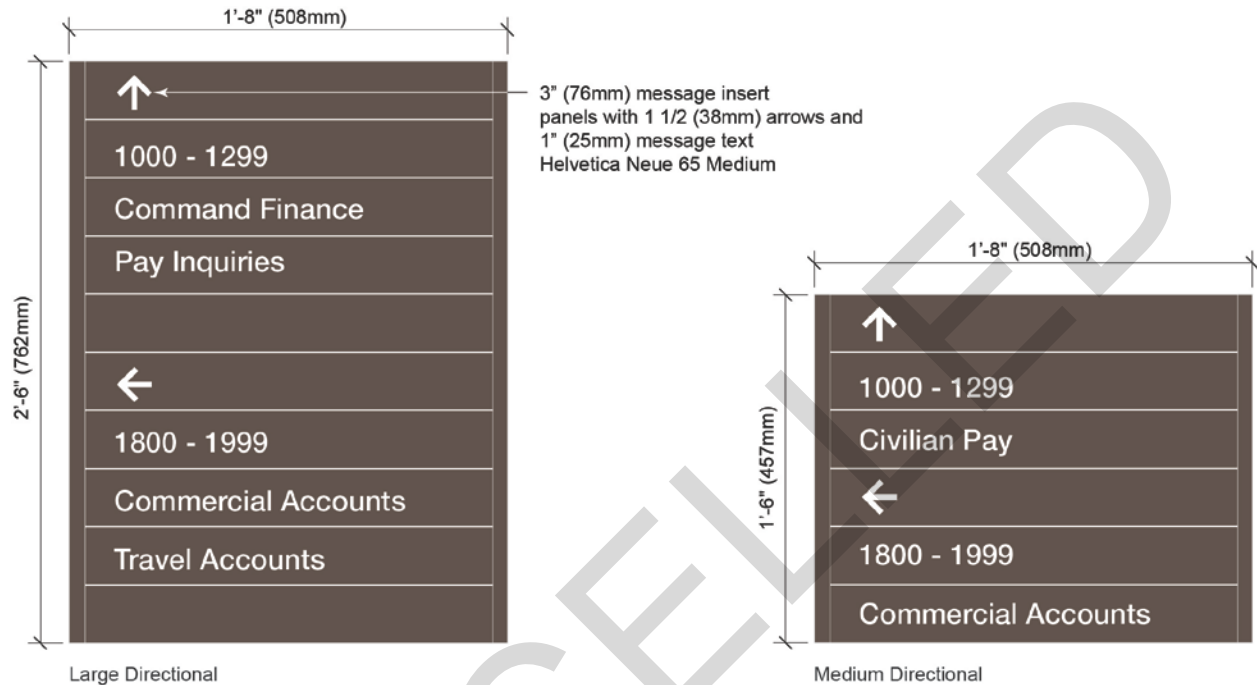 1'-8" (508mm)
↑
3" (76mm) message insert
panels with 1 1/2 (38mm) arrows and
1" (25mm) message text
Helvetica Neue 65 Medium
1000 - 1299
Command Finance
Pay Inquiries
←
1800 - 1999
Commercial Accounts
Travel Accounts
2'-6" (762mm)
Large Directional
1'-8" (508mm)
↑
1000 - 1299
Civilian Pay
←
1800 - 1999
Commercial Accounts
1'-6" (457mm)
Medium Directional
CELLED